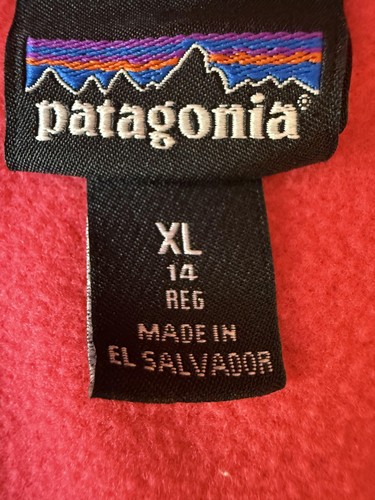 patagonia®
XL
14
REG
MADE IN
EL SALVADOR